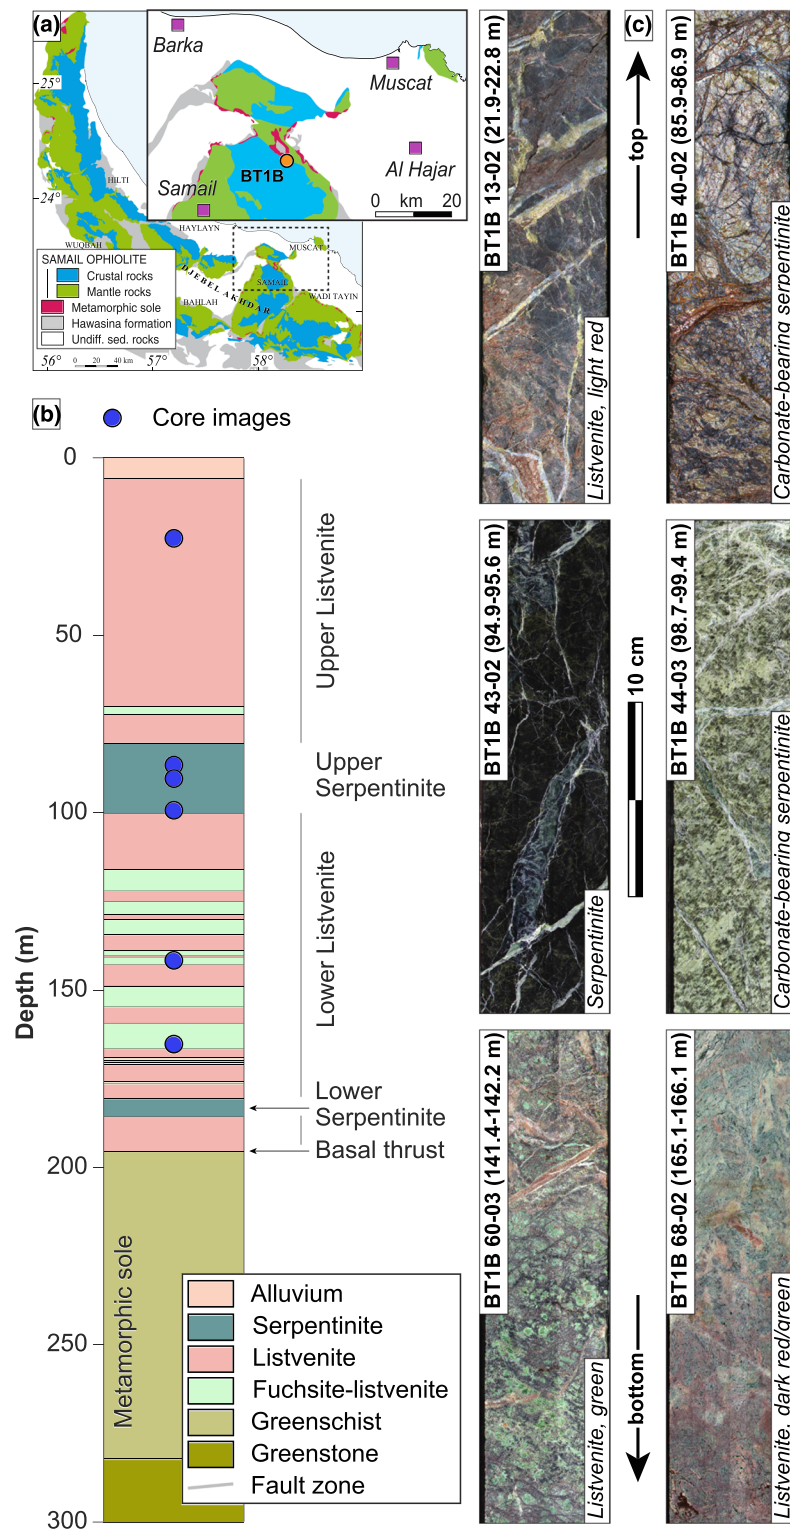 (a)
Barka
Muscat
Al Hajar
BT1B
Samail
0 km 20
25°
24°
HILTI
HAYLAYN
WUQBAH
MUSCAT
SAMAIL
DJEBEL AKHDAR
WADI TAYIN
BAHLAH
SAMAIL OPHIOLITE
Crustal rocks
Mantle rocks
Metamorphic sole
Hawasina formation
Undiff. sed. rocks
0 20 40 km
56°
57°
58°
(b)
Core images
Depth (m)
0
50
100
150
200
250
300
Upper Listvenite
Upper
Serpentinite
Lower Listvenite
Lower
Serpentinite
Basal thrust
Metamorphic sole
Alluvium
Serpentinite
Listvenite
Fuchsite-listvenite
Greenschist
Greenstone
Fault zone
(c)
top
BT1B 13-02 (21.9-22.8 m)
Listvenite, light red
BT1B 40-02 (85.9-86.9 m)
Carbonate-bearing serpentinite
BT1B 43-02 (94.9-95.6 m)
Serpentinite
10 cm
BT1B 44-03 (98.7-99.4 m)
Carbonate-bearing serpentinite
BT1B 60-03 (141.4-142.2 m)
Listvenite, green
bottom
BT1B 68-02 (165.1-166.1 m)
Listvenite, dark red/green